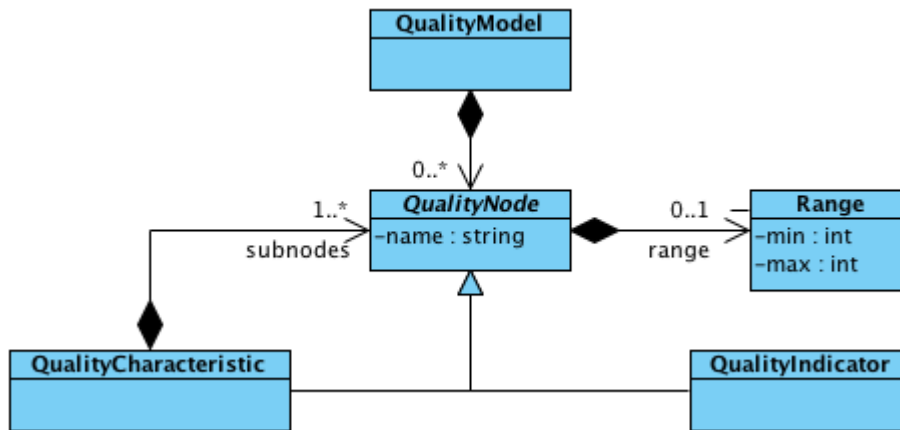 QualityModel
0..*
1..*
subnodes
QualityNode
-name : string
0..1
range
Range
-min : int
-max : int
QualityCharacteristic
QualityIndicator